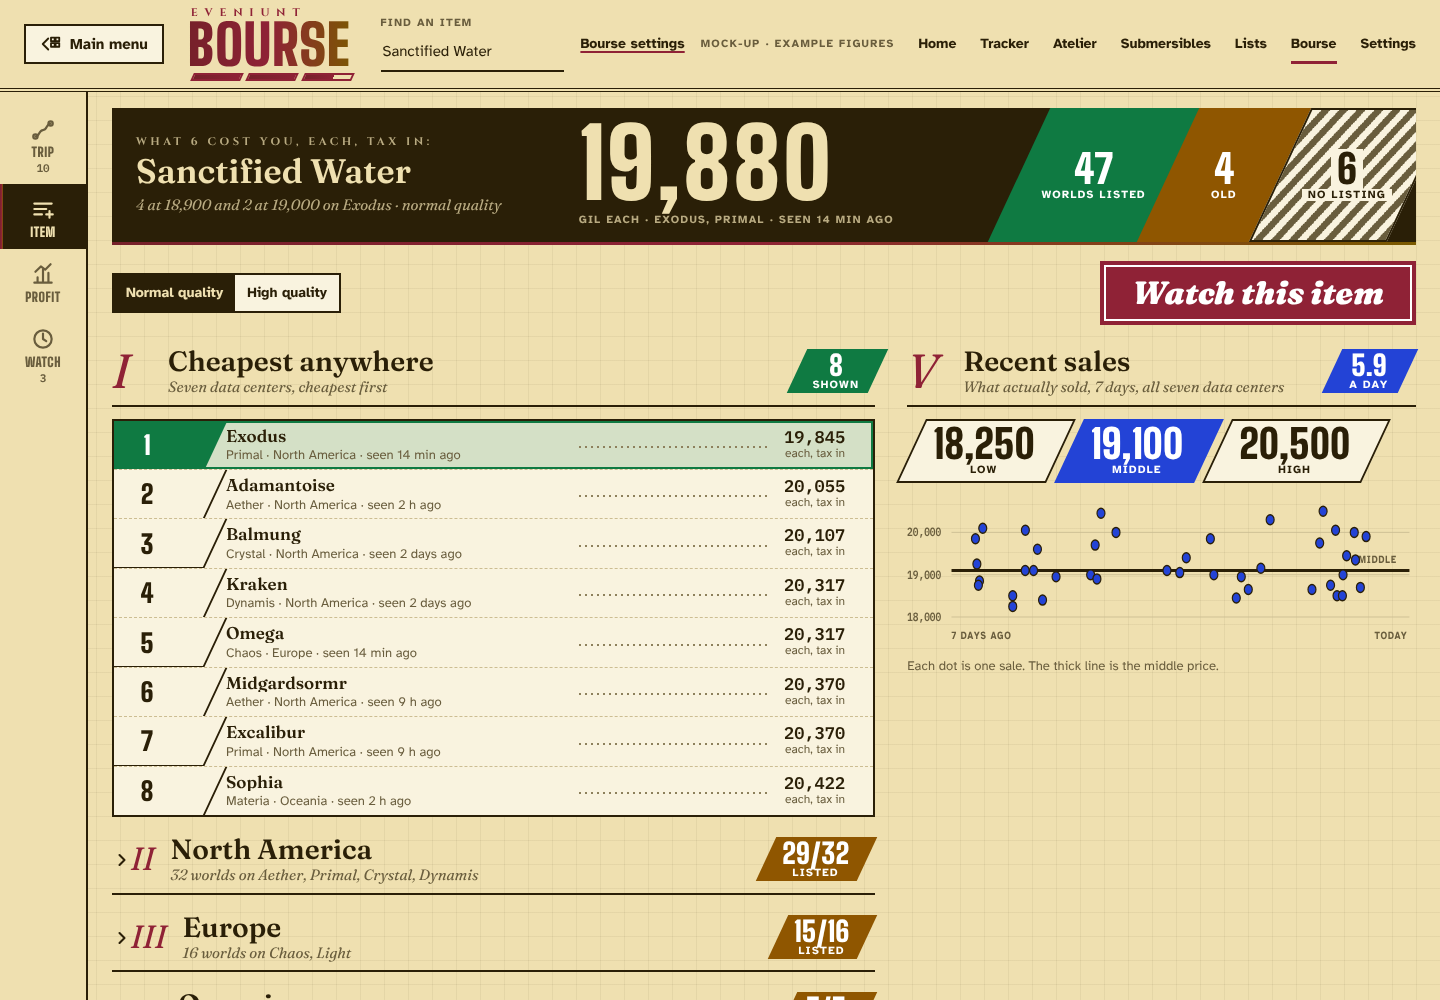 Main menu
EVENIUNT
BOURSE
FIND AN ITEM
Sanctified Water
Bourse settings
MOCK-UP · EXAMPLE FIGURES
Home
Tracker
Atelier
Submersibles
Lists
Bourse
Settings
TRIP
10
ITEM
PROFIT
WATCH
3
WHAT 6 COST YOU, EACH, TAX IN:
Sanctified Water
4 at 18,900 and 2 at 19,000 on Exodus · normal quality
19,880
GIL EACH · EXODUS, PRIMAL · SEEN 14 MIN AGO
47
WORLDS LISTED
4
OLD
6
NO LISTING
Normal quality
High quality
Watch this item
I
Cheapest anywhere
Seven data centers, cheapest first
8
SHOWN
1
Exodus
Primal · North America · seen 14 min ago
19,845
each, tax in
2
Adamantoise
Aether · North America · seen 2 h ago
20,055
each, tax in
3
Balmung
Crystal · North America · seen 2 days ago
20,107
each, tax in
4
Kraken
Dynamis · North America · seen 2 days ago
20,317
each, tax in
5
Omega
Chaos · Europe · seen 14 min ago
20,317
each, tax in
6
Midgardsormr
Aether · North America · seen 9 h ago
20,370
each, tax in
7
Excalibur
Primal · North America · seen 9 h ago
20,370
each, tax in
8
Sophia
Materia · Oceania · seen 2 h ago
20,422
each, tax in
II
North America
32 worlds on Aether, Primal, Crystal, Dynamis
29/32
LISTED
III
Europe
16 worlds on Chaos, Light
15/16
LISTED
V
Recent sales
What actually sold, 7 days, all seven data centers
5.9
A DAY
18,250
LOW
19,100
MIDDLE
20,500
HIGH
20,000
19,000
18,000
MIDDLE
7 DAYS AGO
TODAY
Each dot is one sale. The thick line is the middle price.